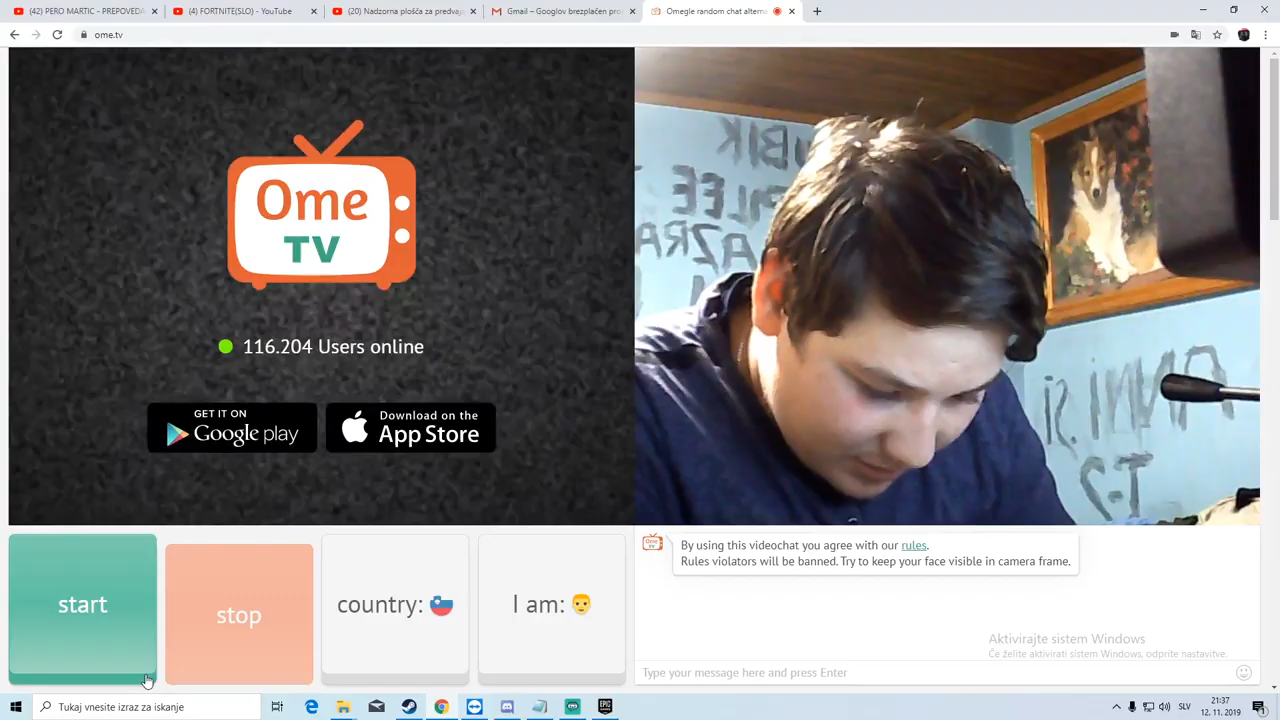 (4) PERO MARTIC - PREPOVEDA
(4) FORTNITE(SLO) - YouTube
(20) Nadzorna plošča za predvaj
Gmail – Googlov brezplačen pro
Omegle random chat altern
ome.tv
Ome
TV
116.204 Users online
GET IT ON
Google play
Download on the
App Store
start
stop
country:
I am:
By using this videochat you agree with our rules.
Rules violators will be banned. Try to keep your face visible in camera frame.
Aktivirajte sistem Windows
Če želite aktivirati sistem Windows, odprite nastavitve.
Type your message here and press Enter
Tukaj vnesite izraz za iskanje
SLV
21:37
12. 11. 2019